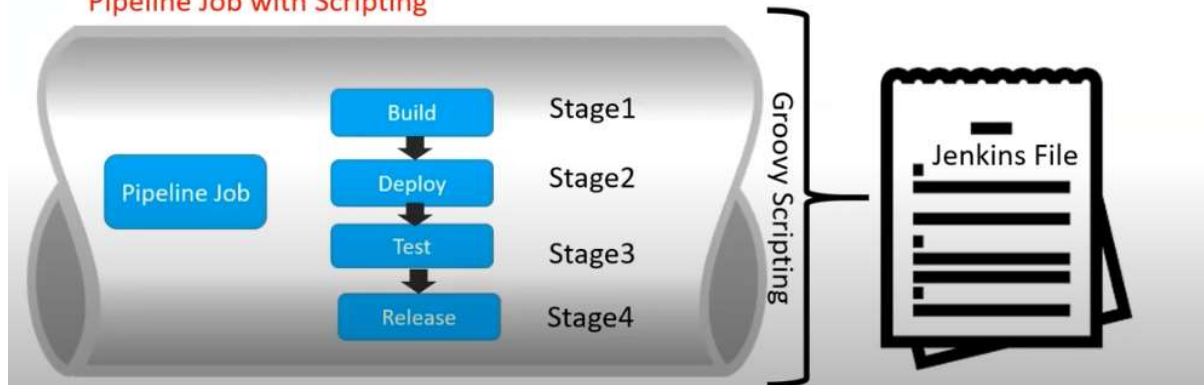 Pipeline Job with Scripting
Build
Stage1
Pipeline Job
Deploy
Stage2
Test
Stage3
Release
Stage4
Groovy Scripting
Jenkins File